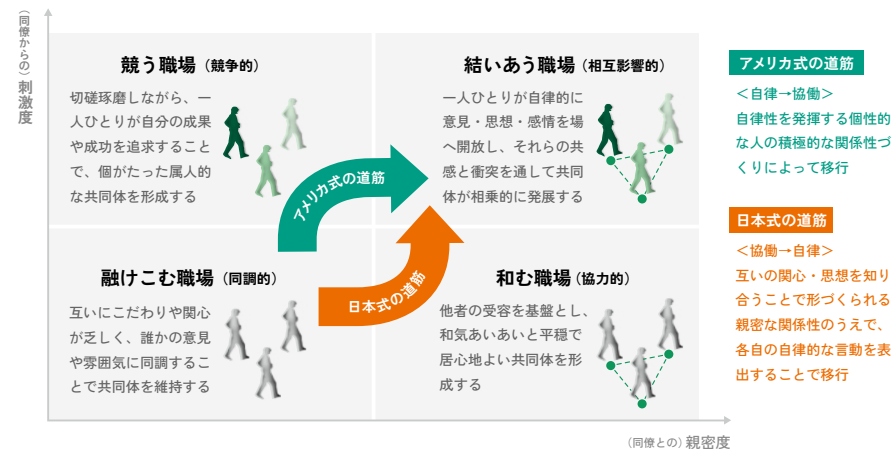 （同僚からの）刺激度
競う職場（競争的）
切磋琢磨しながら、一
人ひとりが自分の成果
や成功を追求すること
で、個がたった属人的
な共同体を形成する
結いあう職場（相互影響的）
一人ひとりが自律的に
意見・思想・感情を場
へ開放し、それらの共
感と衝突を通して共同
体が相乗的に発展する
アメリカ式の道筋
日本式の道筋
融けこむ職場（同調的）
互いにこだわりや関心
が乏しく、誰かの意見
や雰囲気に同調するこ
とで共同体を維持する
和む職場（協力的）
他者の受容を基盤とし、
和気あいあいと平穏で
居心地よい共同体を形
成する
（同僚との）親密度
アメリカ式の道筋
＜自律→協働＞
自律性を発揮する個性的
な人の積極的な関係性づ
くりによって移行
日本式の道筋
＜協働→自律＞
互いの関心・思想を知り
合うことで形づくられる
親密な関係性のうえで、
各自の自律的な言動を表
出することで移行